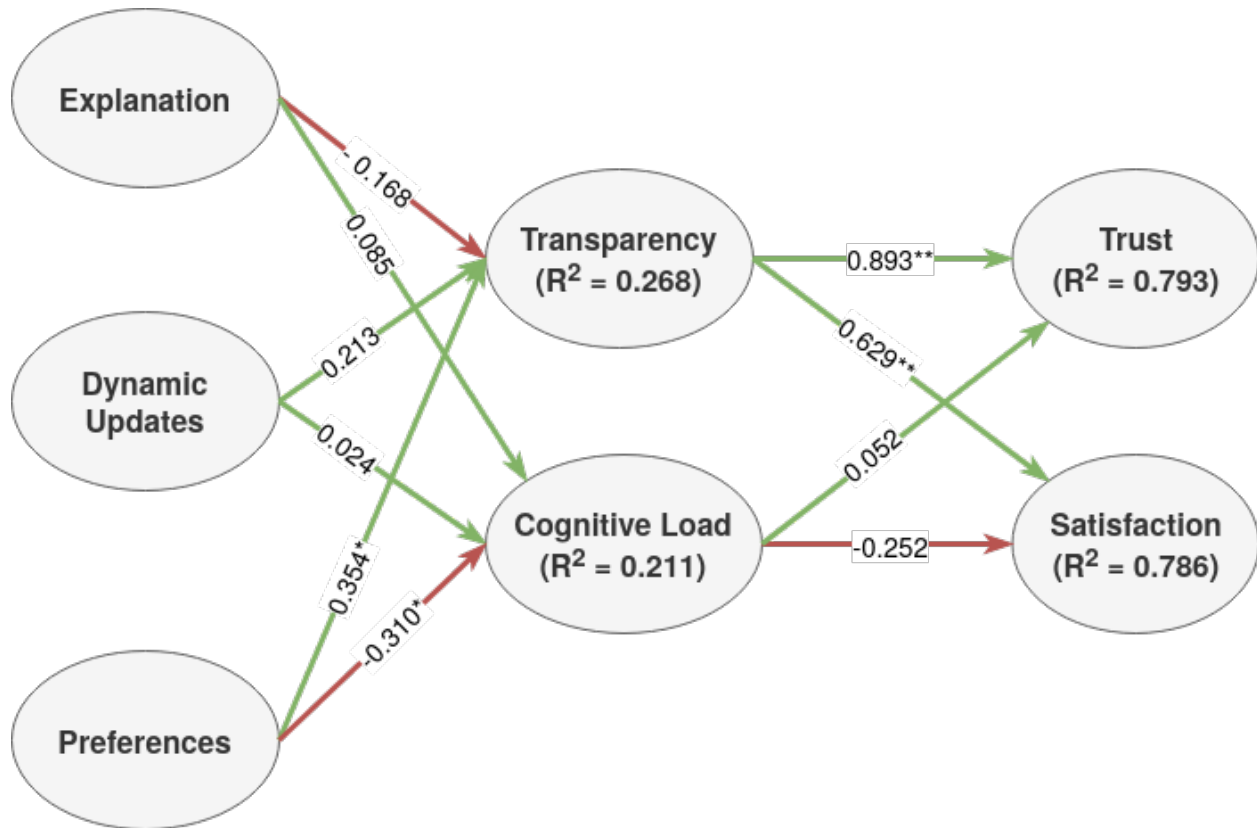 Explanation
- 0.168
0.085
Transparency
(R² = 0.268)
0.893**
Trust
(R² = 0.793)
0.629**
0.213
Dynamic
Updates
0.024
0.052
Cognitive Load
(R² = 0.211)
-0.252
Satisfaction
(R² = 0.786)
0.354*
-0.310*
Preferences